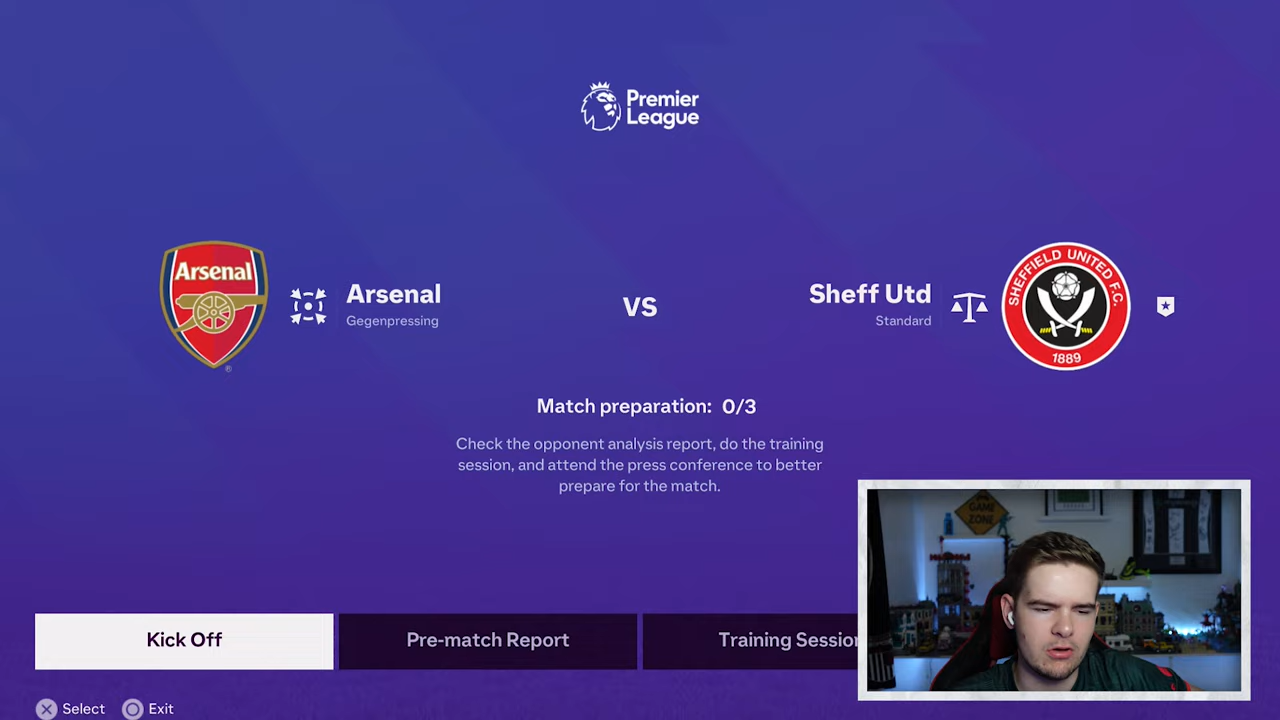 Premier
League
Arsenal
Arsenal
Gegenpressing
VS
Sheff Utd
Standard
SHEFFIELD UNITED F.C.
1889
Match preparation: 0/3
Check the opponent analysis report, do the training
session, and attend the press conference to better
prepare for the match.
GAME
ZONE
Kick Off
Pre-match Report
Training Session
Select
Exit